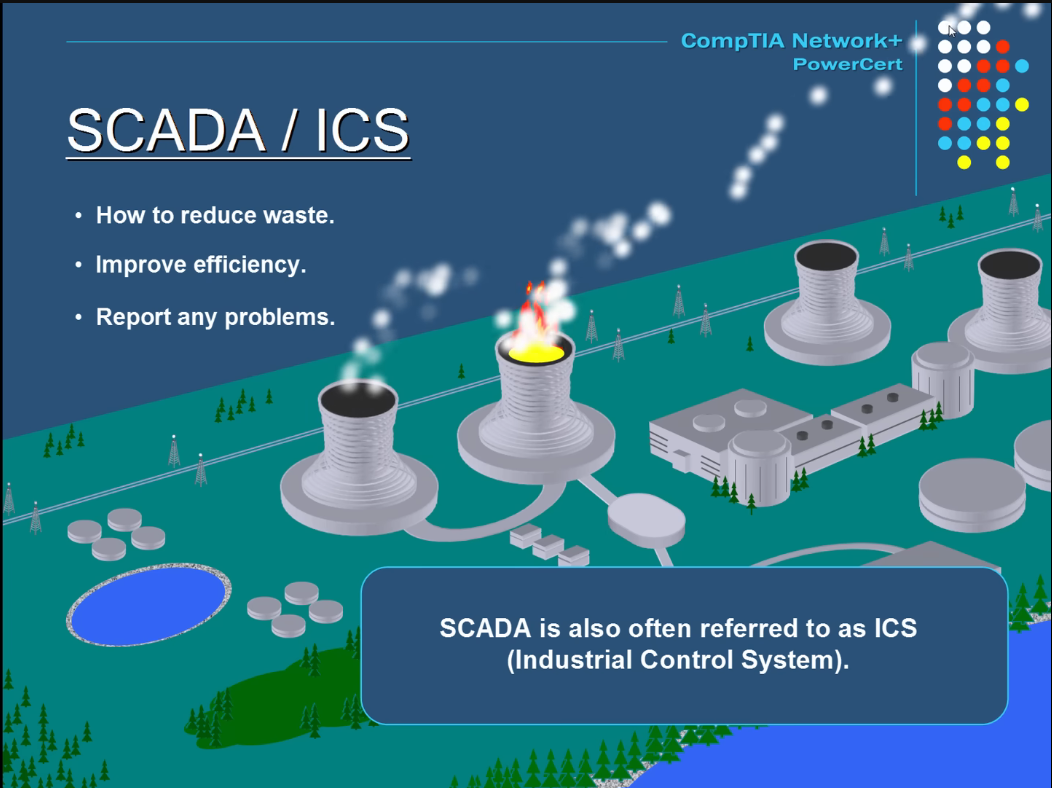 CompTIA Network+
PowerCert
SCADA / ICS
• How to reduce waste.
• Improve efficiency.
• Report any problems.
SCADA is also often referred to as ICS
(Industrial Control System).